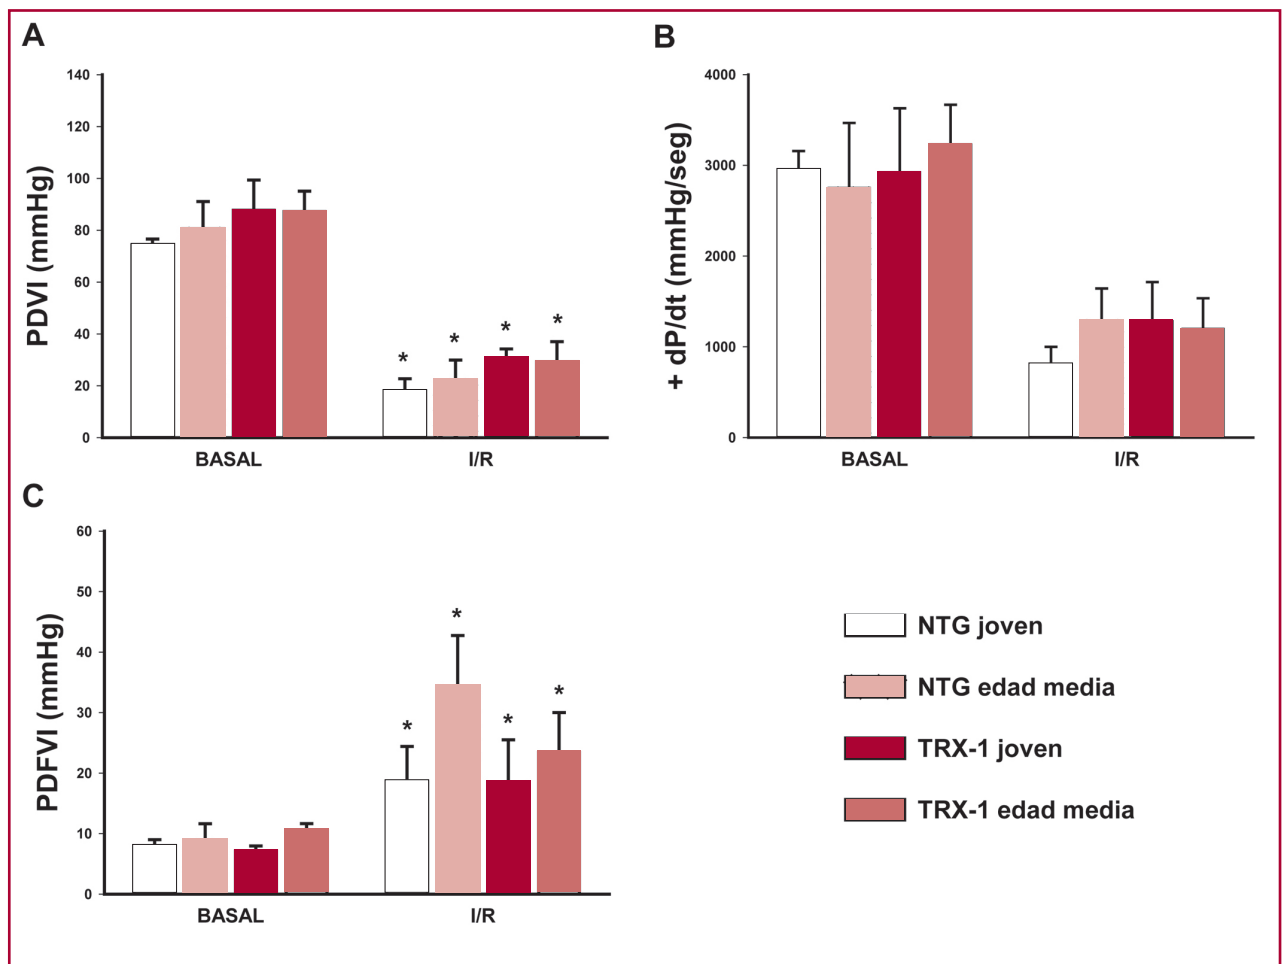 A
PDVI (mmHg)
140
120
100
80
60
40
20
0
* * * *
BASAL I/R
B
+ dP/dt (mmHg/seg)
4000
3000
2000
1000
0
BASAL I/R
C
PDFVI (mmHg)
60
50
40
30
20
10
0
* * * *
BASAL I/R
NTG joven
NTG edad media
TRX-1 joven
TRX-1 edad media